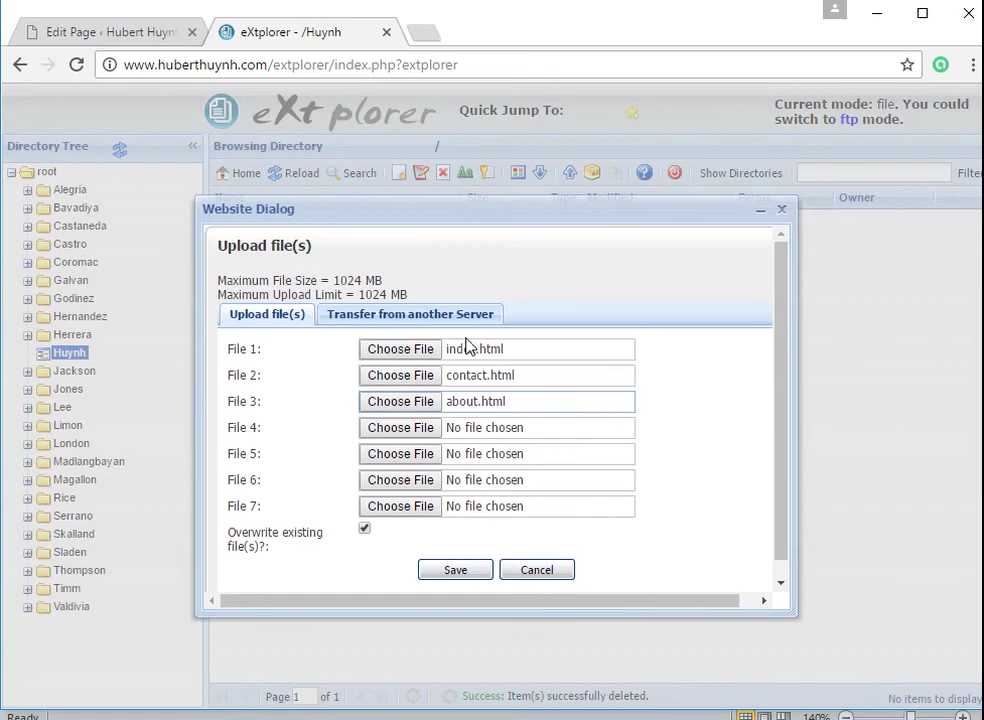 Edit Page ‹ Hubert Huyn
eXtplorer - /Huynh
www.huberthuynh.com/extplorer/index.php?extplorer
eXtplorer
Quick Jump To:
Current mode: file. You could
switch to ftp mode.
Directory Tree
Browsing Directory
/
Home
Reload
Search
Show Directories
Filter
root
Alegria
Bavadiya
Castaneda
Castro
Coromac
Galvan
Godinez
Hernandez
Herrera
Huynh
Jackson
Jones
Lee
Limon
London
Madlangbayan
Magallon
Rice
Serrano
Skalland
Sladen
Thompson
Timm
Valdivia
Size
Type
Modified
Owner
Website Dialog
Upload file(s)
Maximum File Size = 1024 MB
Maximum Upload Limit = 1024 MB
Upload file(s)
Transfer from another Server
File 1: Choose File index.html
File 2: Choose File contact.html
File 3: Choose File about.html
File 4: Choose File No file chosen
File 5: Choose File No file chosen
File 6: Choose File No file chosen
File 7: Choose File No file chosen
Overwrite existing
file(s)?:
Save
Cancel
Page 1 of 1
Success: Item(s) successfully deleted.
No items to display
Ready
140%